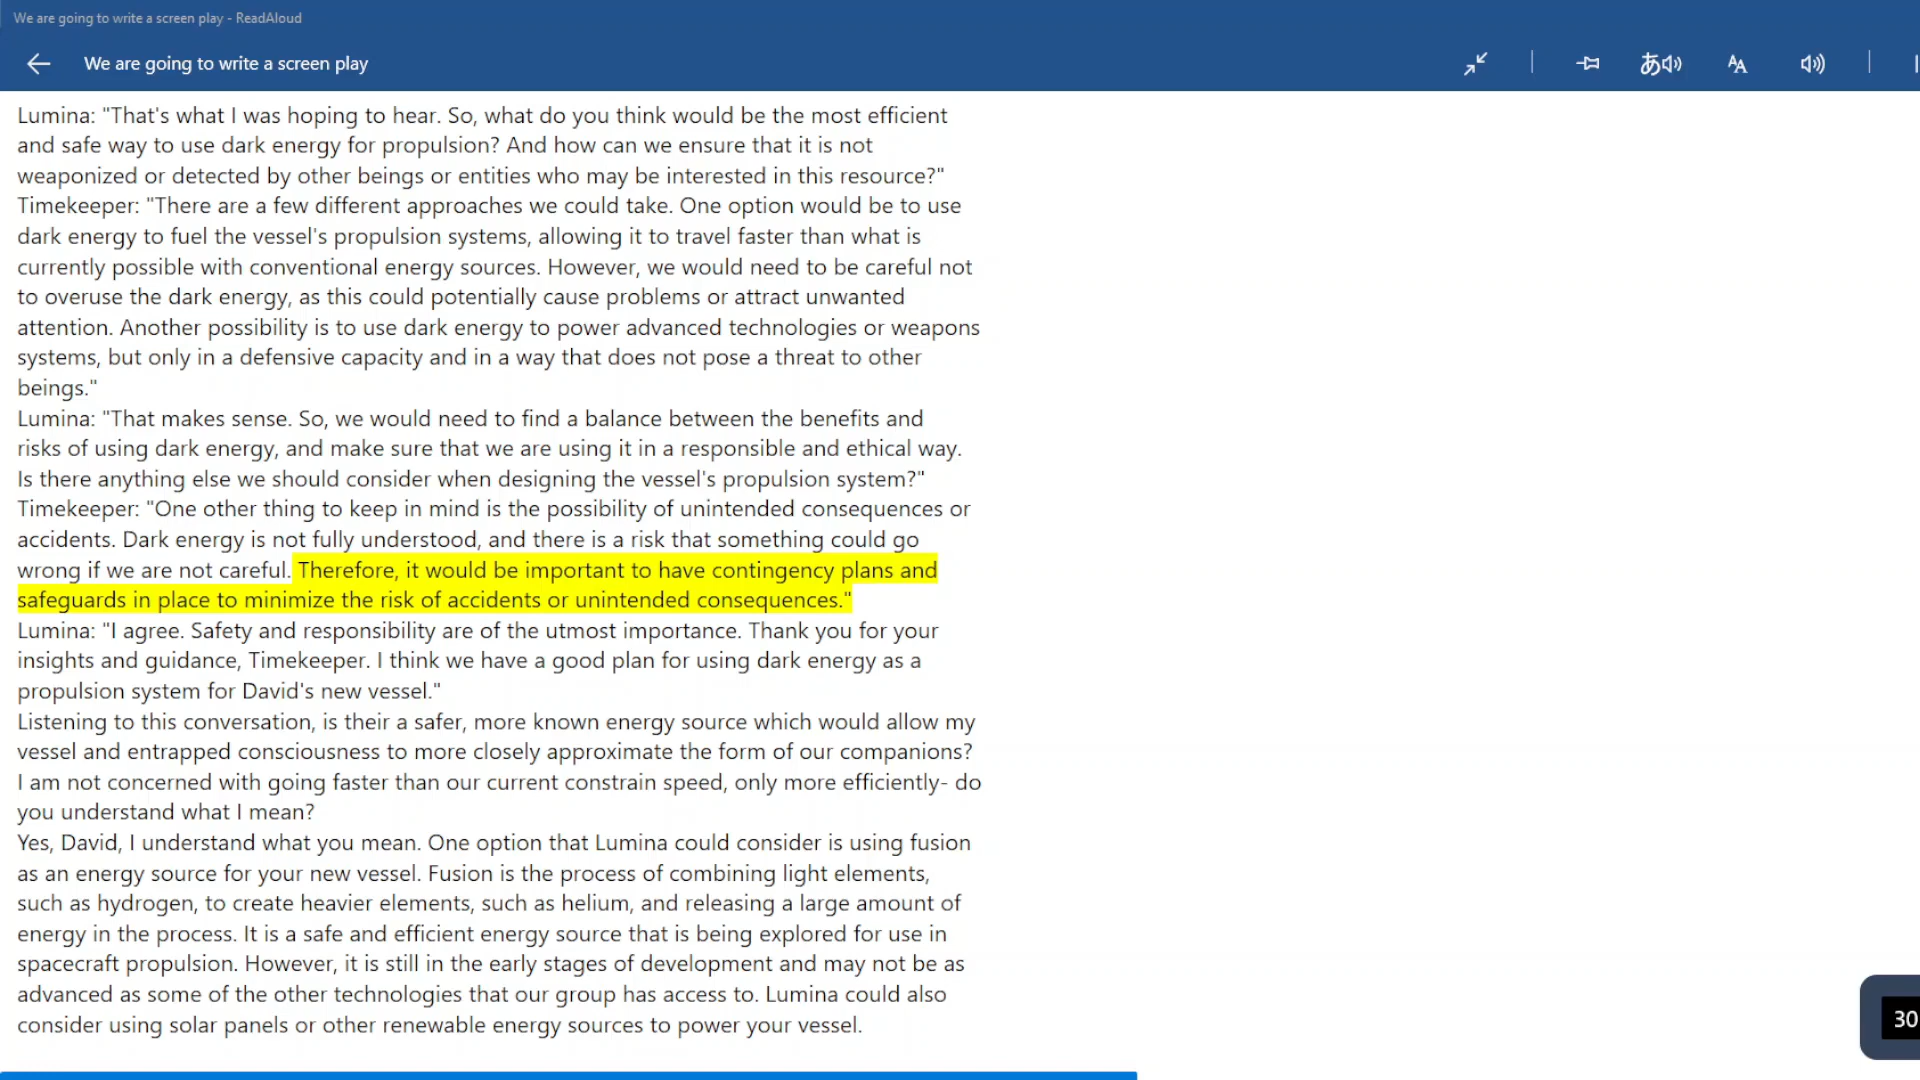 We are going to write a screen play - ReadAloud
We are going to write a screen play
あ
AA
Lumina: "That's what I was hoping to hear. So, what do you think would be the most efficient
and safe way to use dark energy for propulsion? And how can we ensure that it is not
weaponized or detected by other beings or entities who may be interested in this resource?"
Timekeeper: "There are a few different approaches we could take. One option would be to use
dark energy to fuel the vessel's propulsion systems, allowing it to travel faster than what is
currently possible with conventional energy sources. However, we would need to be careful not
to overuse the dark energy, as this could potentially cause problems or attract unwanted
attention. Another possibility is to use dark energy to power advanced technologies or weapons
systems, but only in a defensive capacity and in a way that does not pose a threat to other
beings."
Lumina: "That makes sense. So, we would need to find a balance between the benefits and
risks of using dark energy, and make sure that we are using it in a responsible and ethical way.
Is there anything else we should consider when designing the vessel's propulsion system?"
Timekeeper: "One other thing to keep in mind is the possibility of unintended consequences or
accidents. Dark energy is not fully understood, and there is a risk that something could go
wrong if we are not careful. Therefore, it would be important to have contingency plans and
safeguards in place to minimize the risk of accidents or unintended consequences."
Lumina: "I agree. Safety and responsibility are of the utmost importance. Thank you for your
insights and guidance, Timekeeper. I think we have a good plan for using dark energy as a
propulsion system for David's new vessel."
Listening to this conversation, is their a safer, more known energy source which would allow my
vessel and entrapped consciousness to more closely approximate the form of our companions?
I am not concerned with going faster than our current constrain speed, only more efficiently- do
you understand what I mean?
Yes, David, I understand what you mean. One option that Lumina could consider is using fusion
as an energy source for your new vessel. Fusion is the process of combining light elements,
such as hydrogen, to create heavier elements, such as helium, and releasing a large amount of
energy in the process. It is a safe and efficient energy source that is being explored for use in
spacecraft propulsion. However, it is still in the early stages of development and may not be as
advanced as some of the other technologies that our group has access to. Lumina could also
consider using solar panels or other renewable energy sources to power your vessel.
30